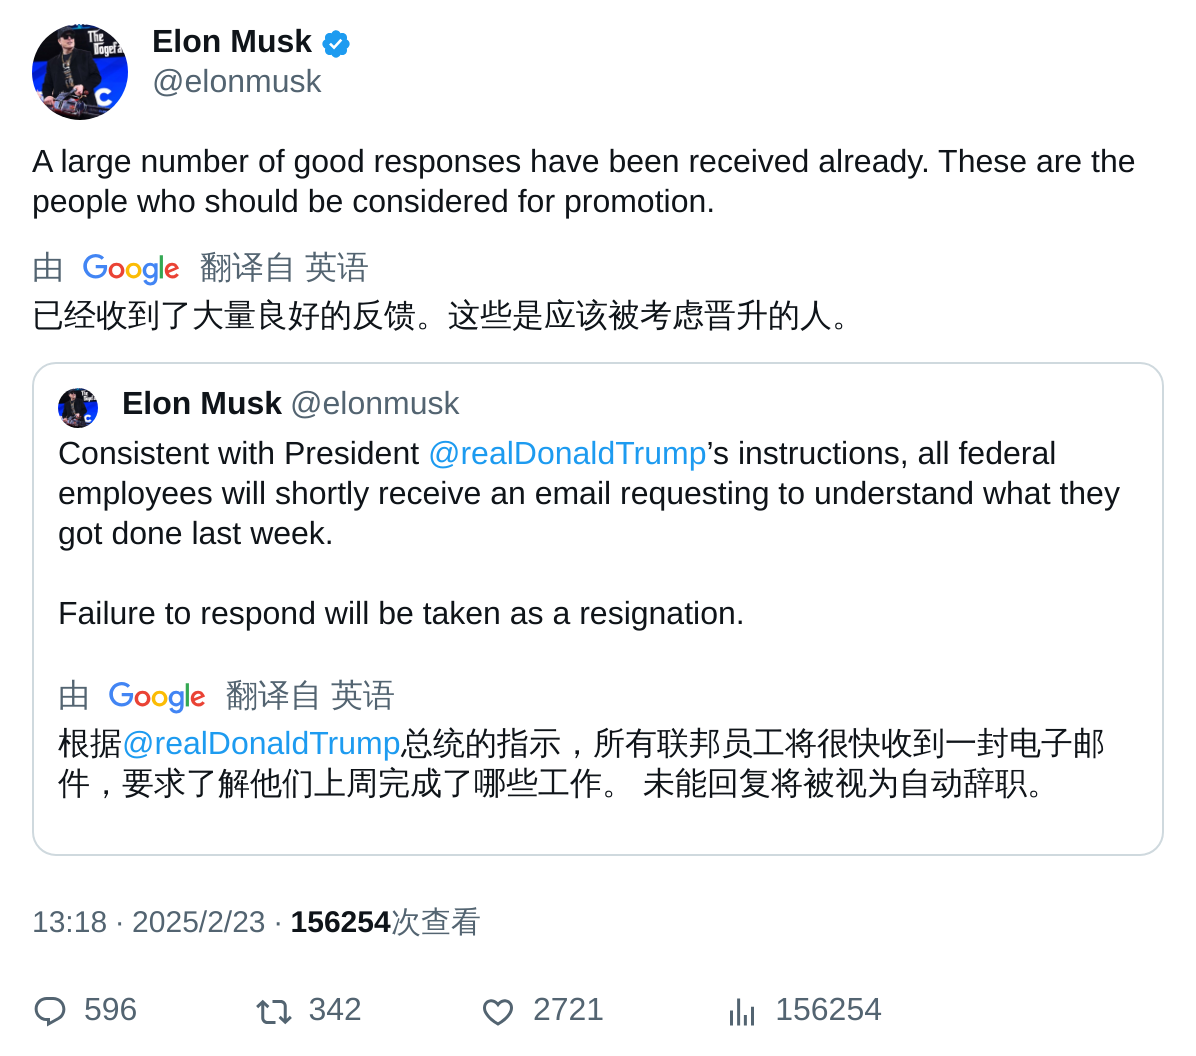 The
Dogefa
C
Elon Musk
@elonmusk
A large number of good responses have been received already. These are the
people who should be considered for promotion.
由 Google 翻译自 英语
已经收到了大量良好的反馈。这些是应该被考虑晋升的人。
Elon Musk @elonmusk
Consistent with President @realDonaldTrump’s instructions, all federal
employees will shortly receive an email requesting to understand what they
got done last week.
Failure to respond will be taken as a resignation.
由 Google 翻译自 英语
根据@realDonaldTrump总统的指示，所有联邦员工将很快收到一封电子邮
件，要求了解他们上周完成了哪些工作。 未能回复将被视为自动辞职。
13:18 · 2025/2/23 · 156254次查看
596 342 2721 156254